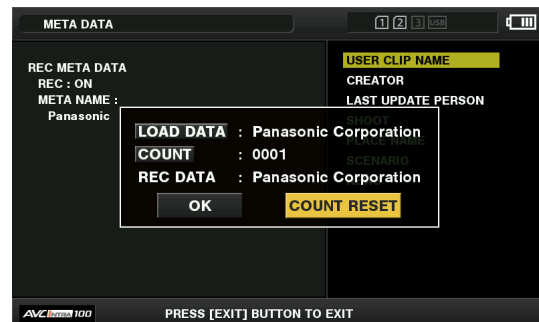 META DATA
1 2 3 USB
REC META DATA
REC : ON
META NAME :
Panasonic
USER CLIP NAME
CREATOR
LAST UPDATE PERSON
SHOOT
PLACE NAME
SCENARIO
LOAD DATA : Panasonic Corporation
COUNT : 0001
REC DATA : Panasonic Corporation
OK COUNT RESET
AVC INTRA 100
PRESS [EXIT] BUTTON TO EXIT